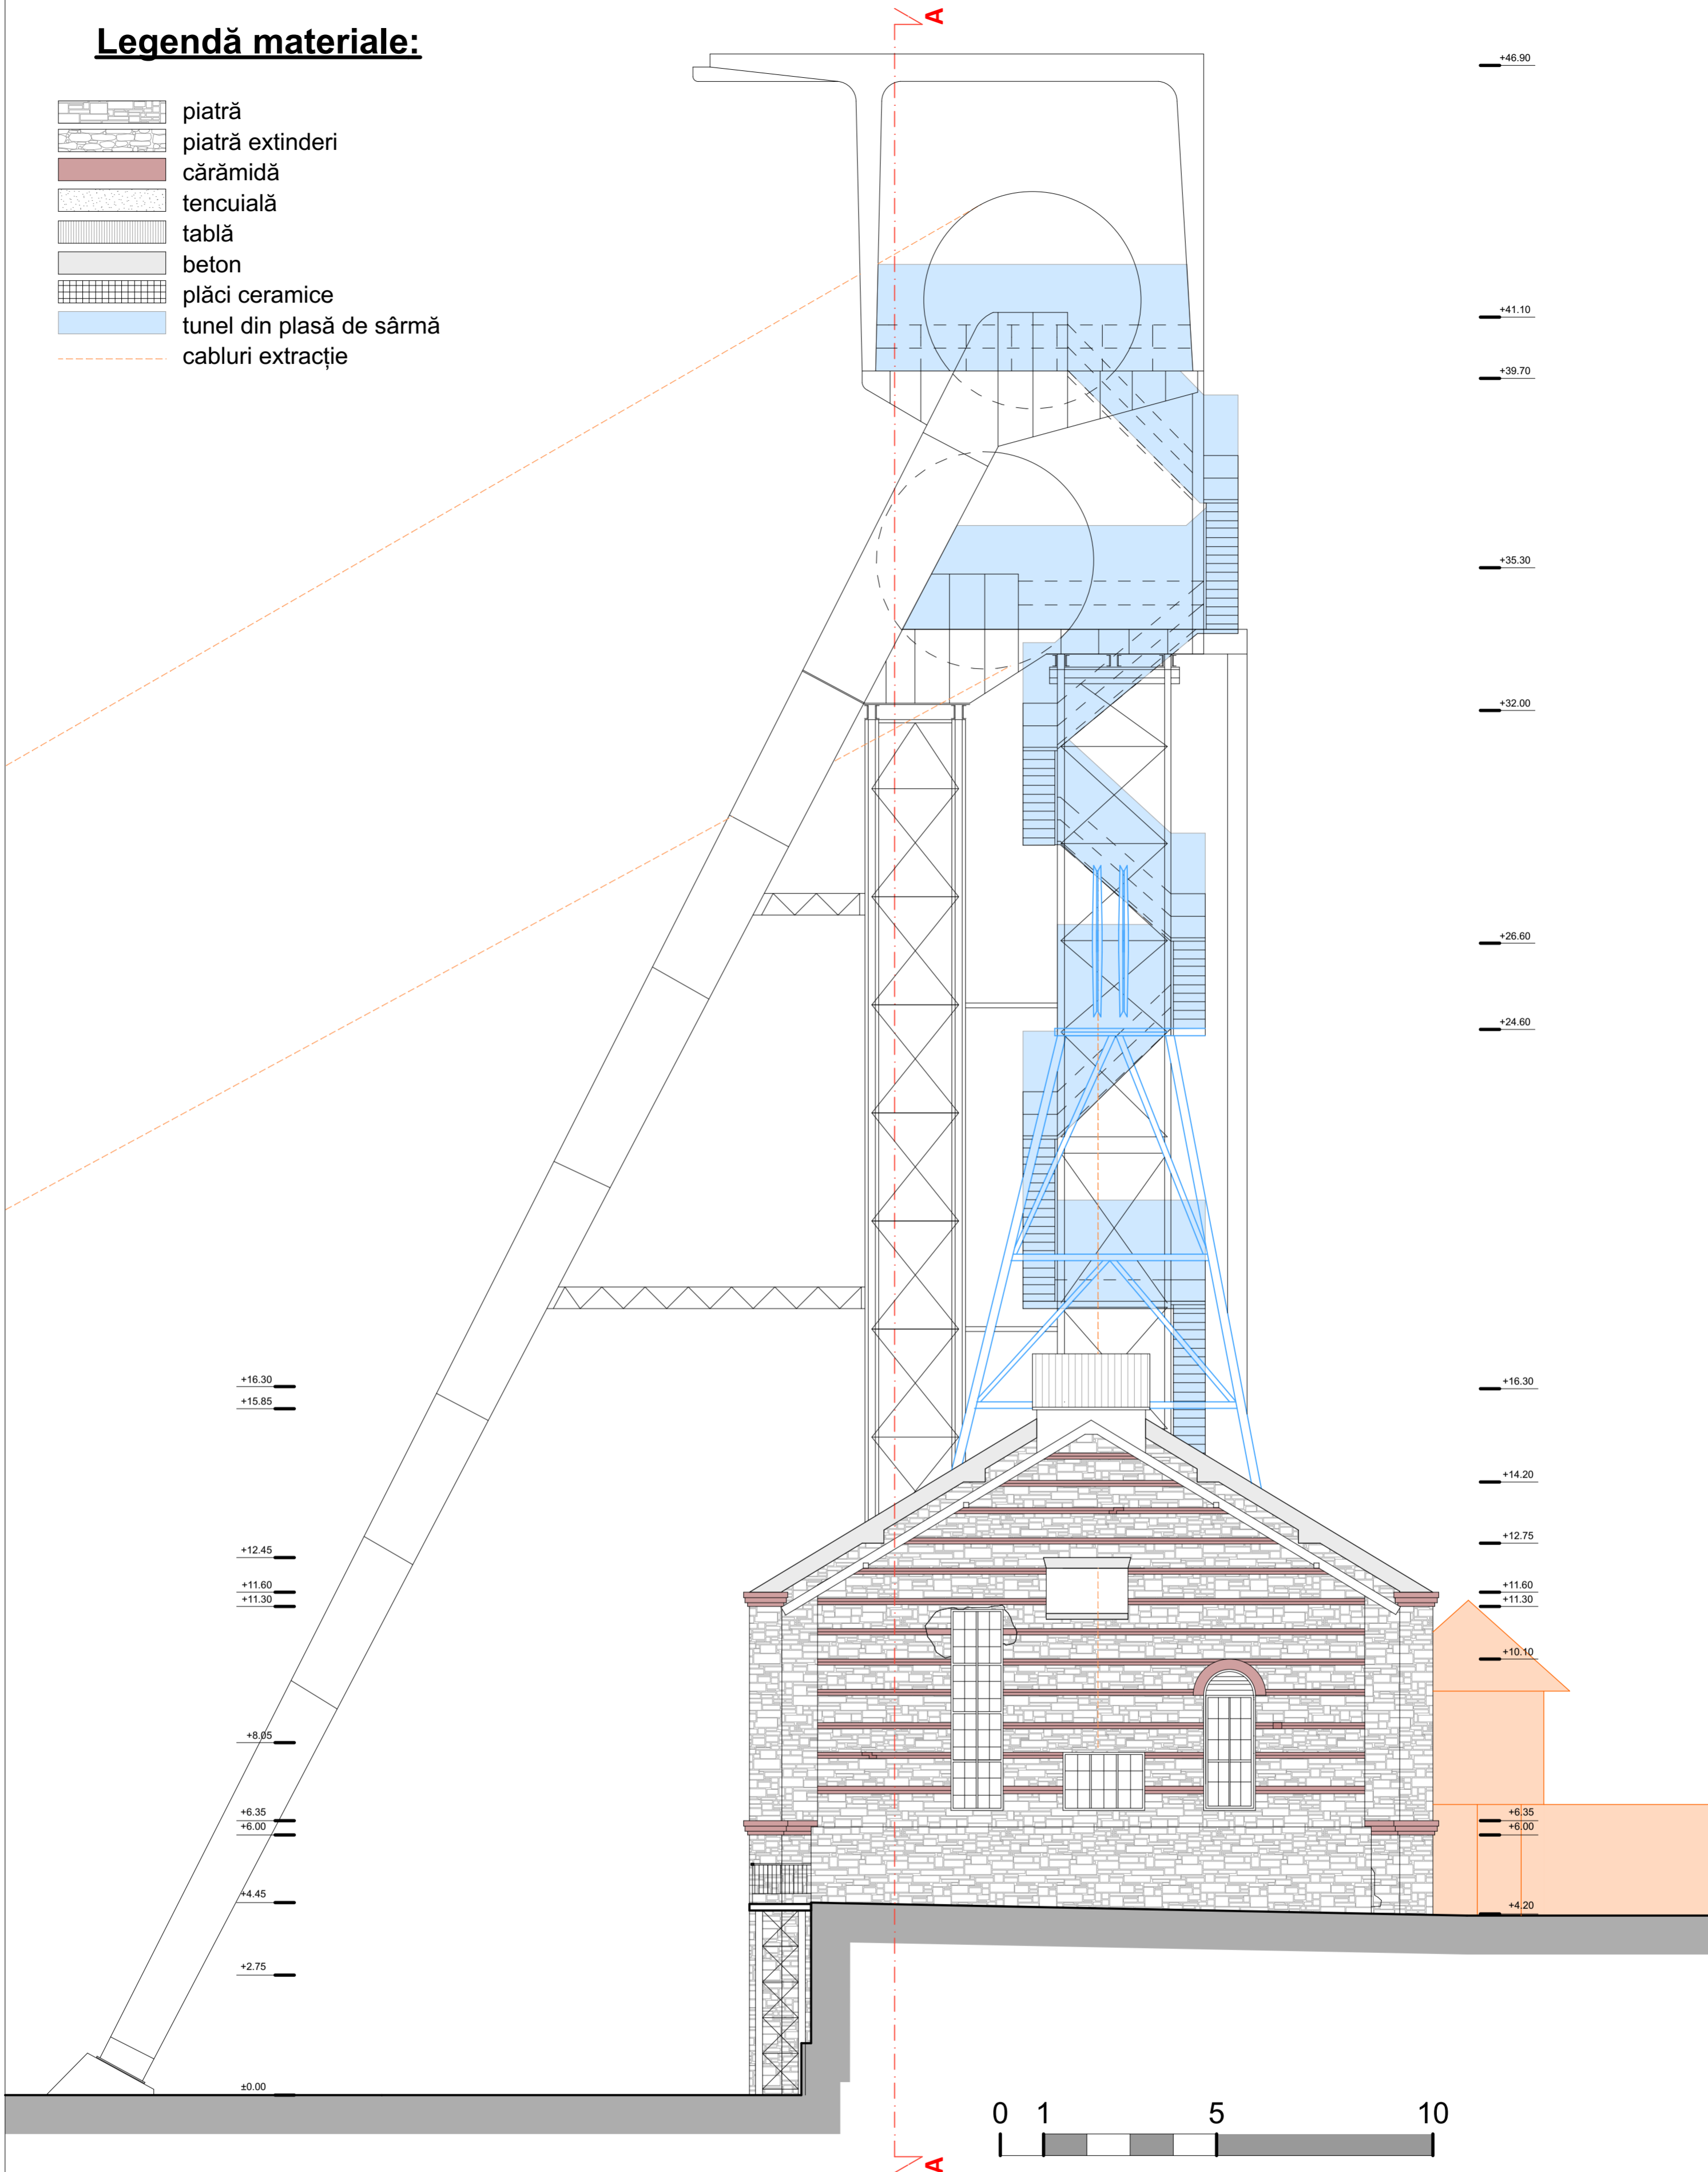 A
Legendă materiale:
piatră
piatră extinderi
cărămidă
tencuială
tablă
beton
plăci ceramice
tunel din plasă de sârmă
cabluri extracție
+46.90
+41.10
+39.70
+35.30
+32.00
+26.60
+24.60
+16.30
+15.85
+12.45
+11.60
+11.30
+8.05
+6.35
+6.00
+4.45
+2.75
±0.00
+16.30
+14.20
+12.75
+11.60
+11.30
+10.10
+6.35
+6.00
+4.20
0 1 5 10
A